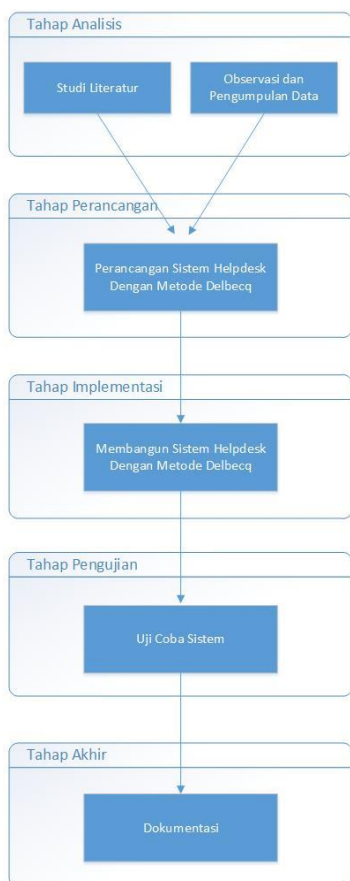 Tahap Analisis
Studi Literatur
Observasi dan
Pengumpulan Data
Tahap Perancangan
Perancangan Sistem Helpdesk
Dengan Metode Delbecq
Tahap Implementasi
Membangun Sistem Helpdesk
Dengan Metode Delbecq
Tahap Pengujian
Uji Coba Sistem
Tahap Akhir
Dokumentasi